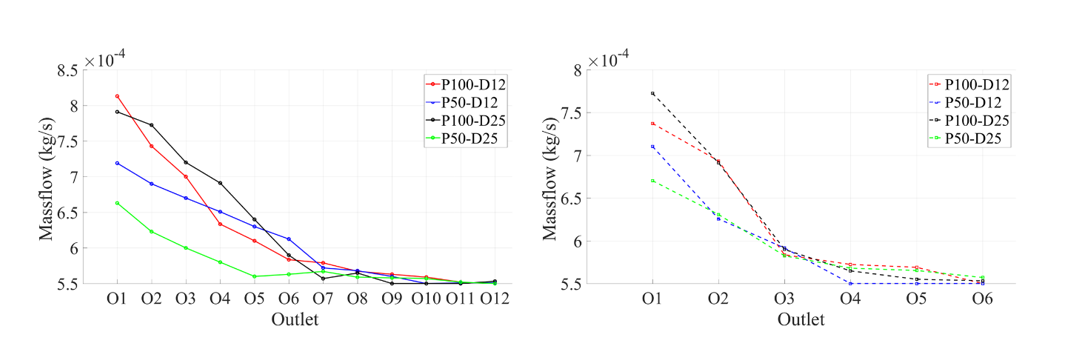 ×10-4
8.5
8
7.5
7
6.5
6
5.5
Massflow (kg/s)
O1 O2 O3 O4 O5 O6 O7 O8 O9 O10 O11 O12
Outlet
P100-D12
P50-D12
P100-D25
P50-D25
×10-4
8
7.5
7
6.5
6
5.5
Massflow (kg/s)
O1 O2 O3 O4 O5 O6
Outlet
P100-D12
P50-D12
P100-D25
P50-D25